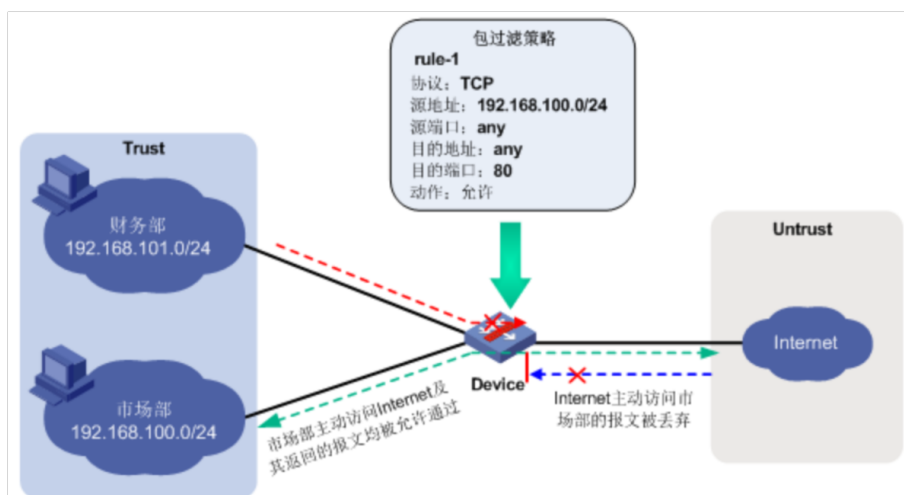 包过滤策略
rule-1
协议：TCP
源地址：192.168.100.0/24
源端口：any
目的地址：any
目的端口：80
动作：允许
Trust
财务部
192.168.101.0/24
市场部
192.168.100.0/24
Device
Untrust
Internet
市场部主动访问Internet及
其返回的报文均被允许通过
Internet主动访问市
场部的报文被丢弃